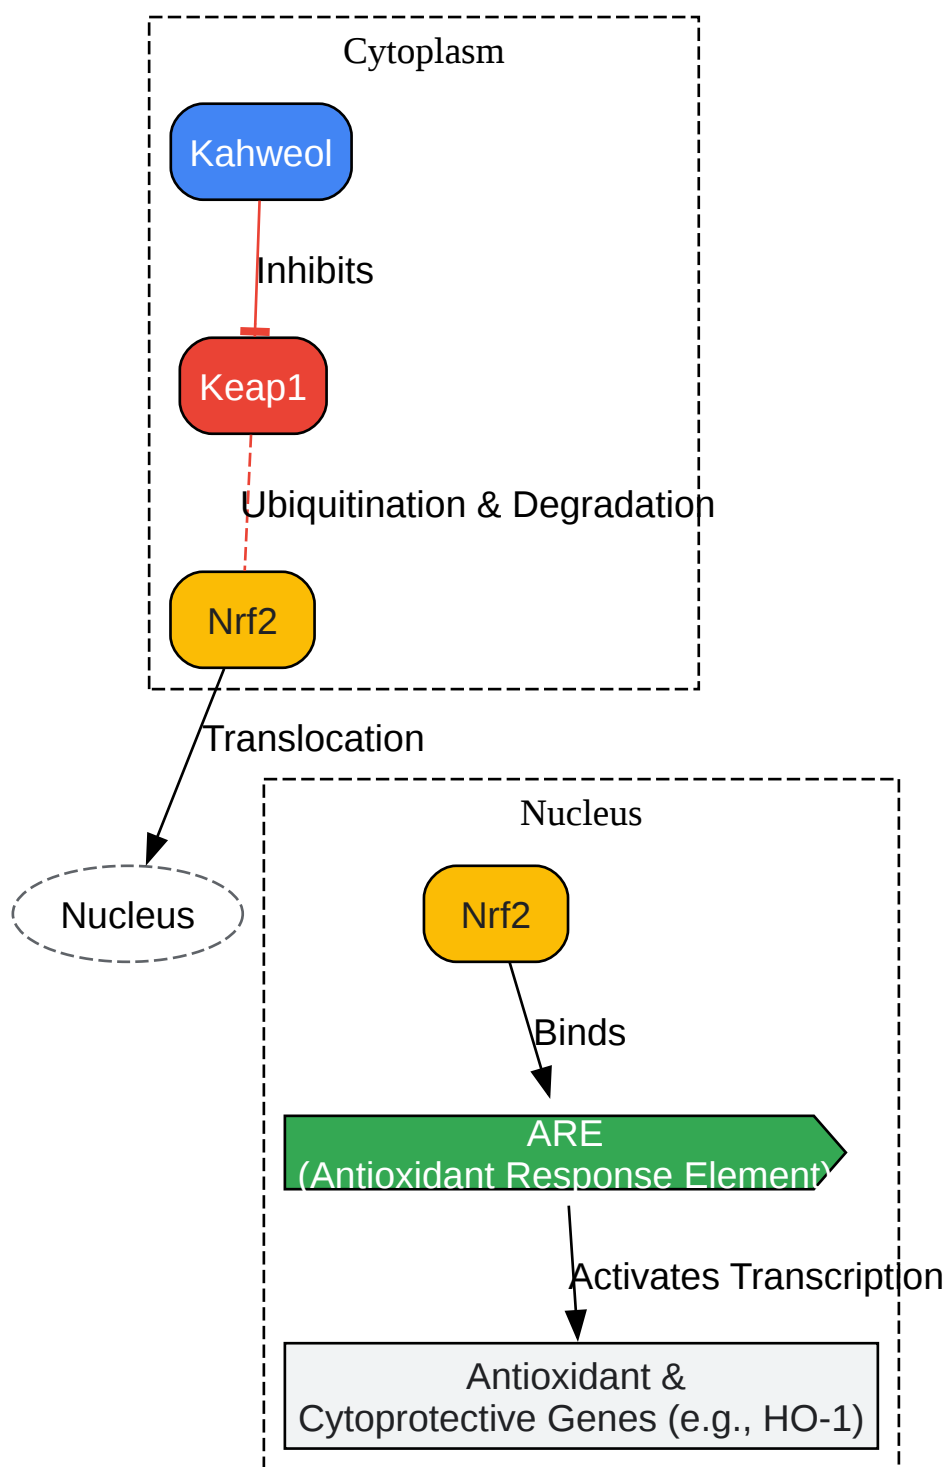 Cytoplasm
Kahweol
Inhibits
Keap1
Ubiquitination & Degradation
Nrf2
Translocation
Nucleus
Nucleus
Nrf2
Binds
ARE
(Antioxidant Response Element)
Activates Transcription
Antioxidant &
Cytoprotective Genes (e.g., HO-1)